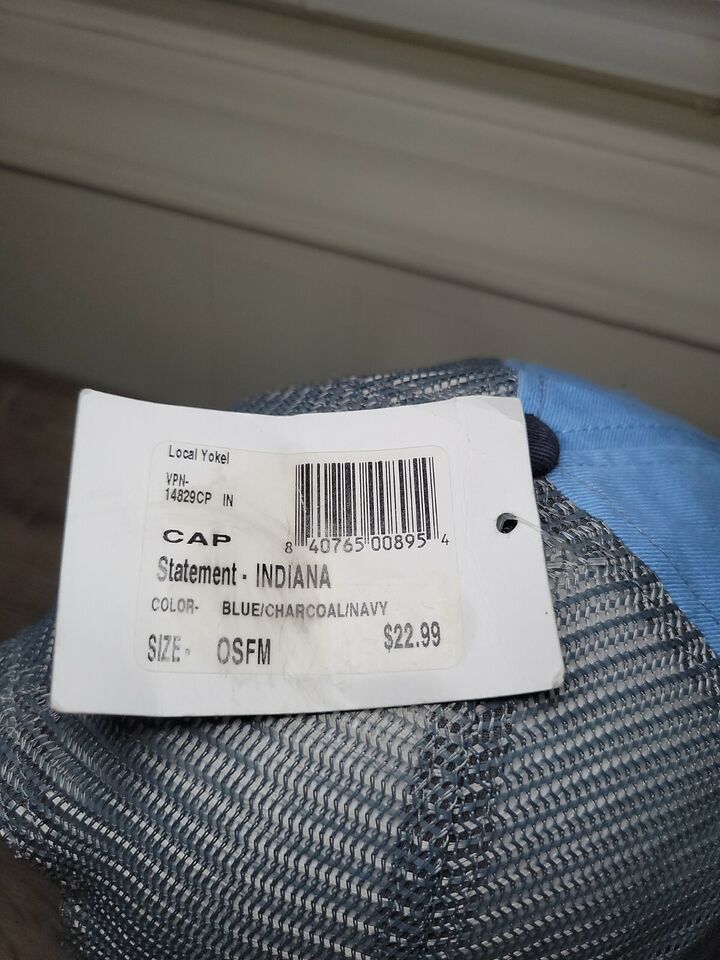 Local Yokel
VPN-
14829CP IN
8 40765 00895 4
CAP
Statement - INDIANA
COLOR- BLUE/CHARCOAL/NAVY
SIZE- OSFM $22.99